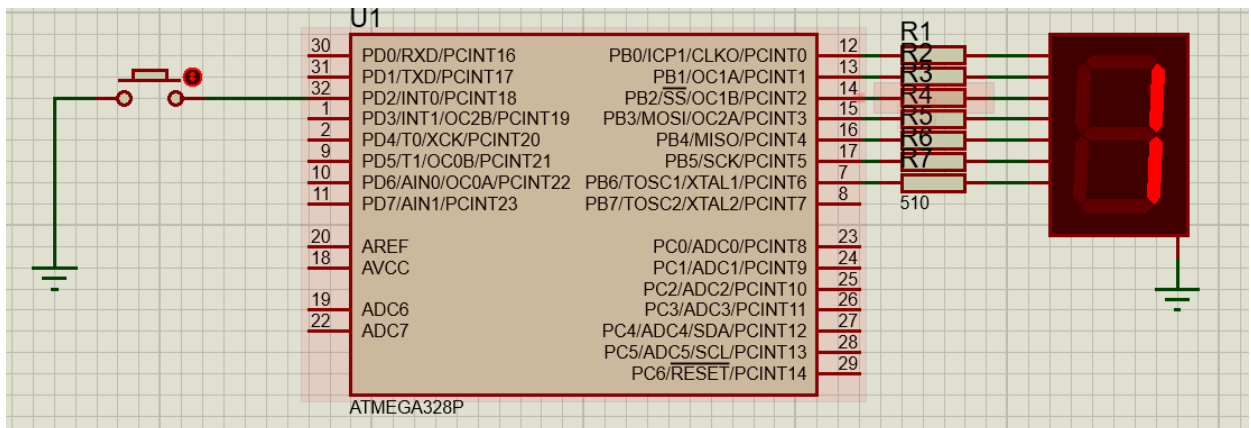 U1
30 PD0/RXD/PCINT16 PB0/ICP1/CLKO/PCINT0 12
31 PD1/TXD/PCINT17 PB1/OC1A/PCINT1 13
32 PD2/INT0/PCINT18 PB2/SS/OC1B/PCINT2 14
1 PD3/INT1/OC2B/PCINT19 PB3/MOSI/OC2A/PCINT3 15
2 PD4/T0/XCK/PCINT20 PB4/MISO/PCINT4 16
9 PD5/T1/OC0B/PCINT21 PB5/SCK/PCINT5 17
10 PD6/AIN0/OC0A/PCINT22 PB6/TOSC1/XTAL1/PCINT6 7
11 PD7/AIN1/PCINT23 PB7/TOSC2/XTAL2/PCINT7 8
20 AREF PC0/ADC0/PCINT8 23
18 AVCC PC1/ADC1/PCINT9 24
PC2/ADC2/PCINT10 25
19 ADC6 PC3/ADC3/PCINT11 26
22 ADC7 PC4/ADC4/SDA/PCINT12 27
PC5/ADC5/SCL/PCINT13 28
PC6/RESET/PCINT14 29
ATMEGA328P
R1
R2
R3
R4
R5
R6
R7
510
1